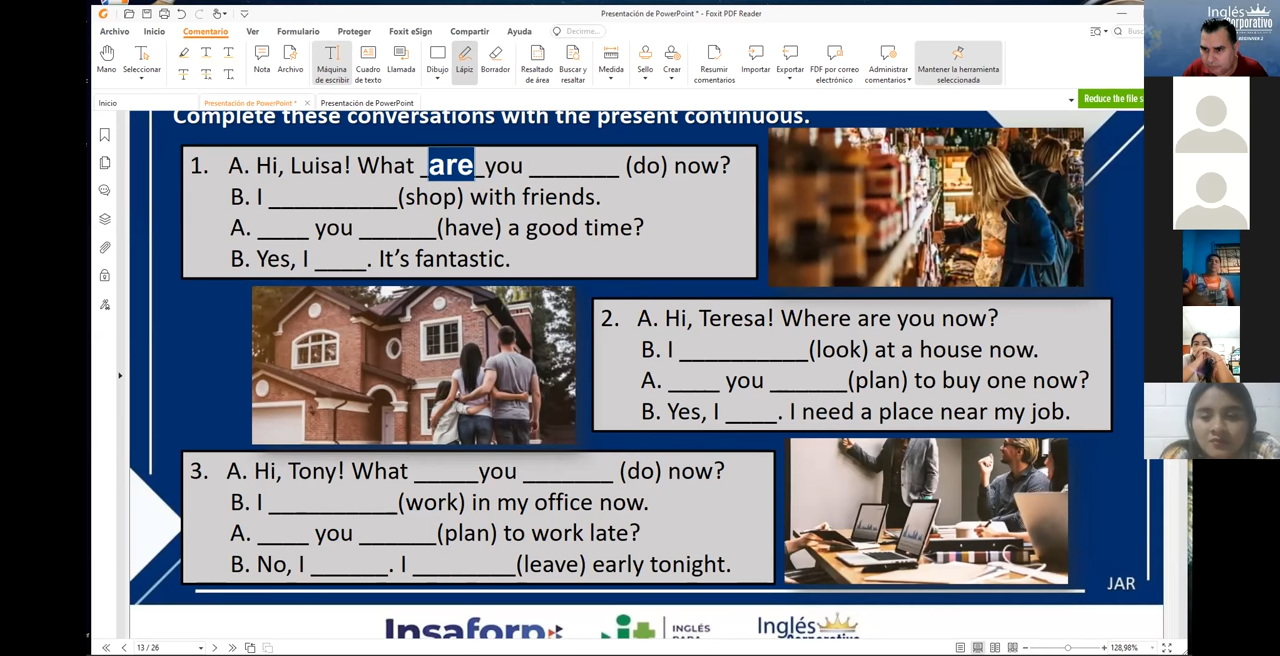 Presentación de PowerPoint * - Foxit PDF Reader
Archivo Inicio Comentario Ver Formulario Proteger Foxit eSign Compartir Ayuda Decirme...
Mano Seleccionar Nota Archivo Máquina de escribir Cuadro de texto Llamada Dibujo Lápiz Borrador Resaltado de área Buscar y resaltar Medida Sello Crear Resumir comentarios Importar Exportar FDF por correo electrónico Administrar comentarios Mantener la herramienta seleccionada
Inicio Presentación de PowerPoint * Presentación de PowerPoint
Reduce the file s
Inglés
Corporativo
Complete these conversations with the present continuous.
1. A. Hi, Luisa! What _are_you _______ (do) now?
B. I __________(shop) with friends.
A. ____ you ______(have) a good time?
B. Yes, I ____. It's fantastic.
2. A. Hi, Teresa! Where are you now?
B. I __________(look) at a house now.
A. ____ you ______(plan) to buy one now?
B. Yes, I ____. I need a place near my job.
3. A. Hi, Tony! What _____you _______ (do) now?
B. I __________(work) in my office now.
A. ____ you ______(plan) to work late?
B. No, I ______. I ________(leave) early tonight.
JAR
Insaforp
INGLÉS
Inglés
13 / 26
128,98%